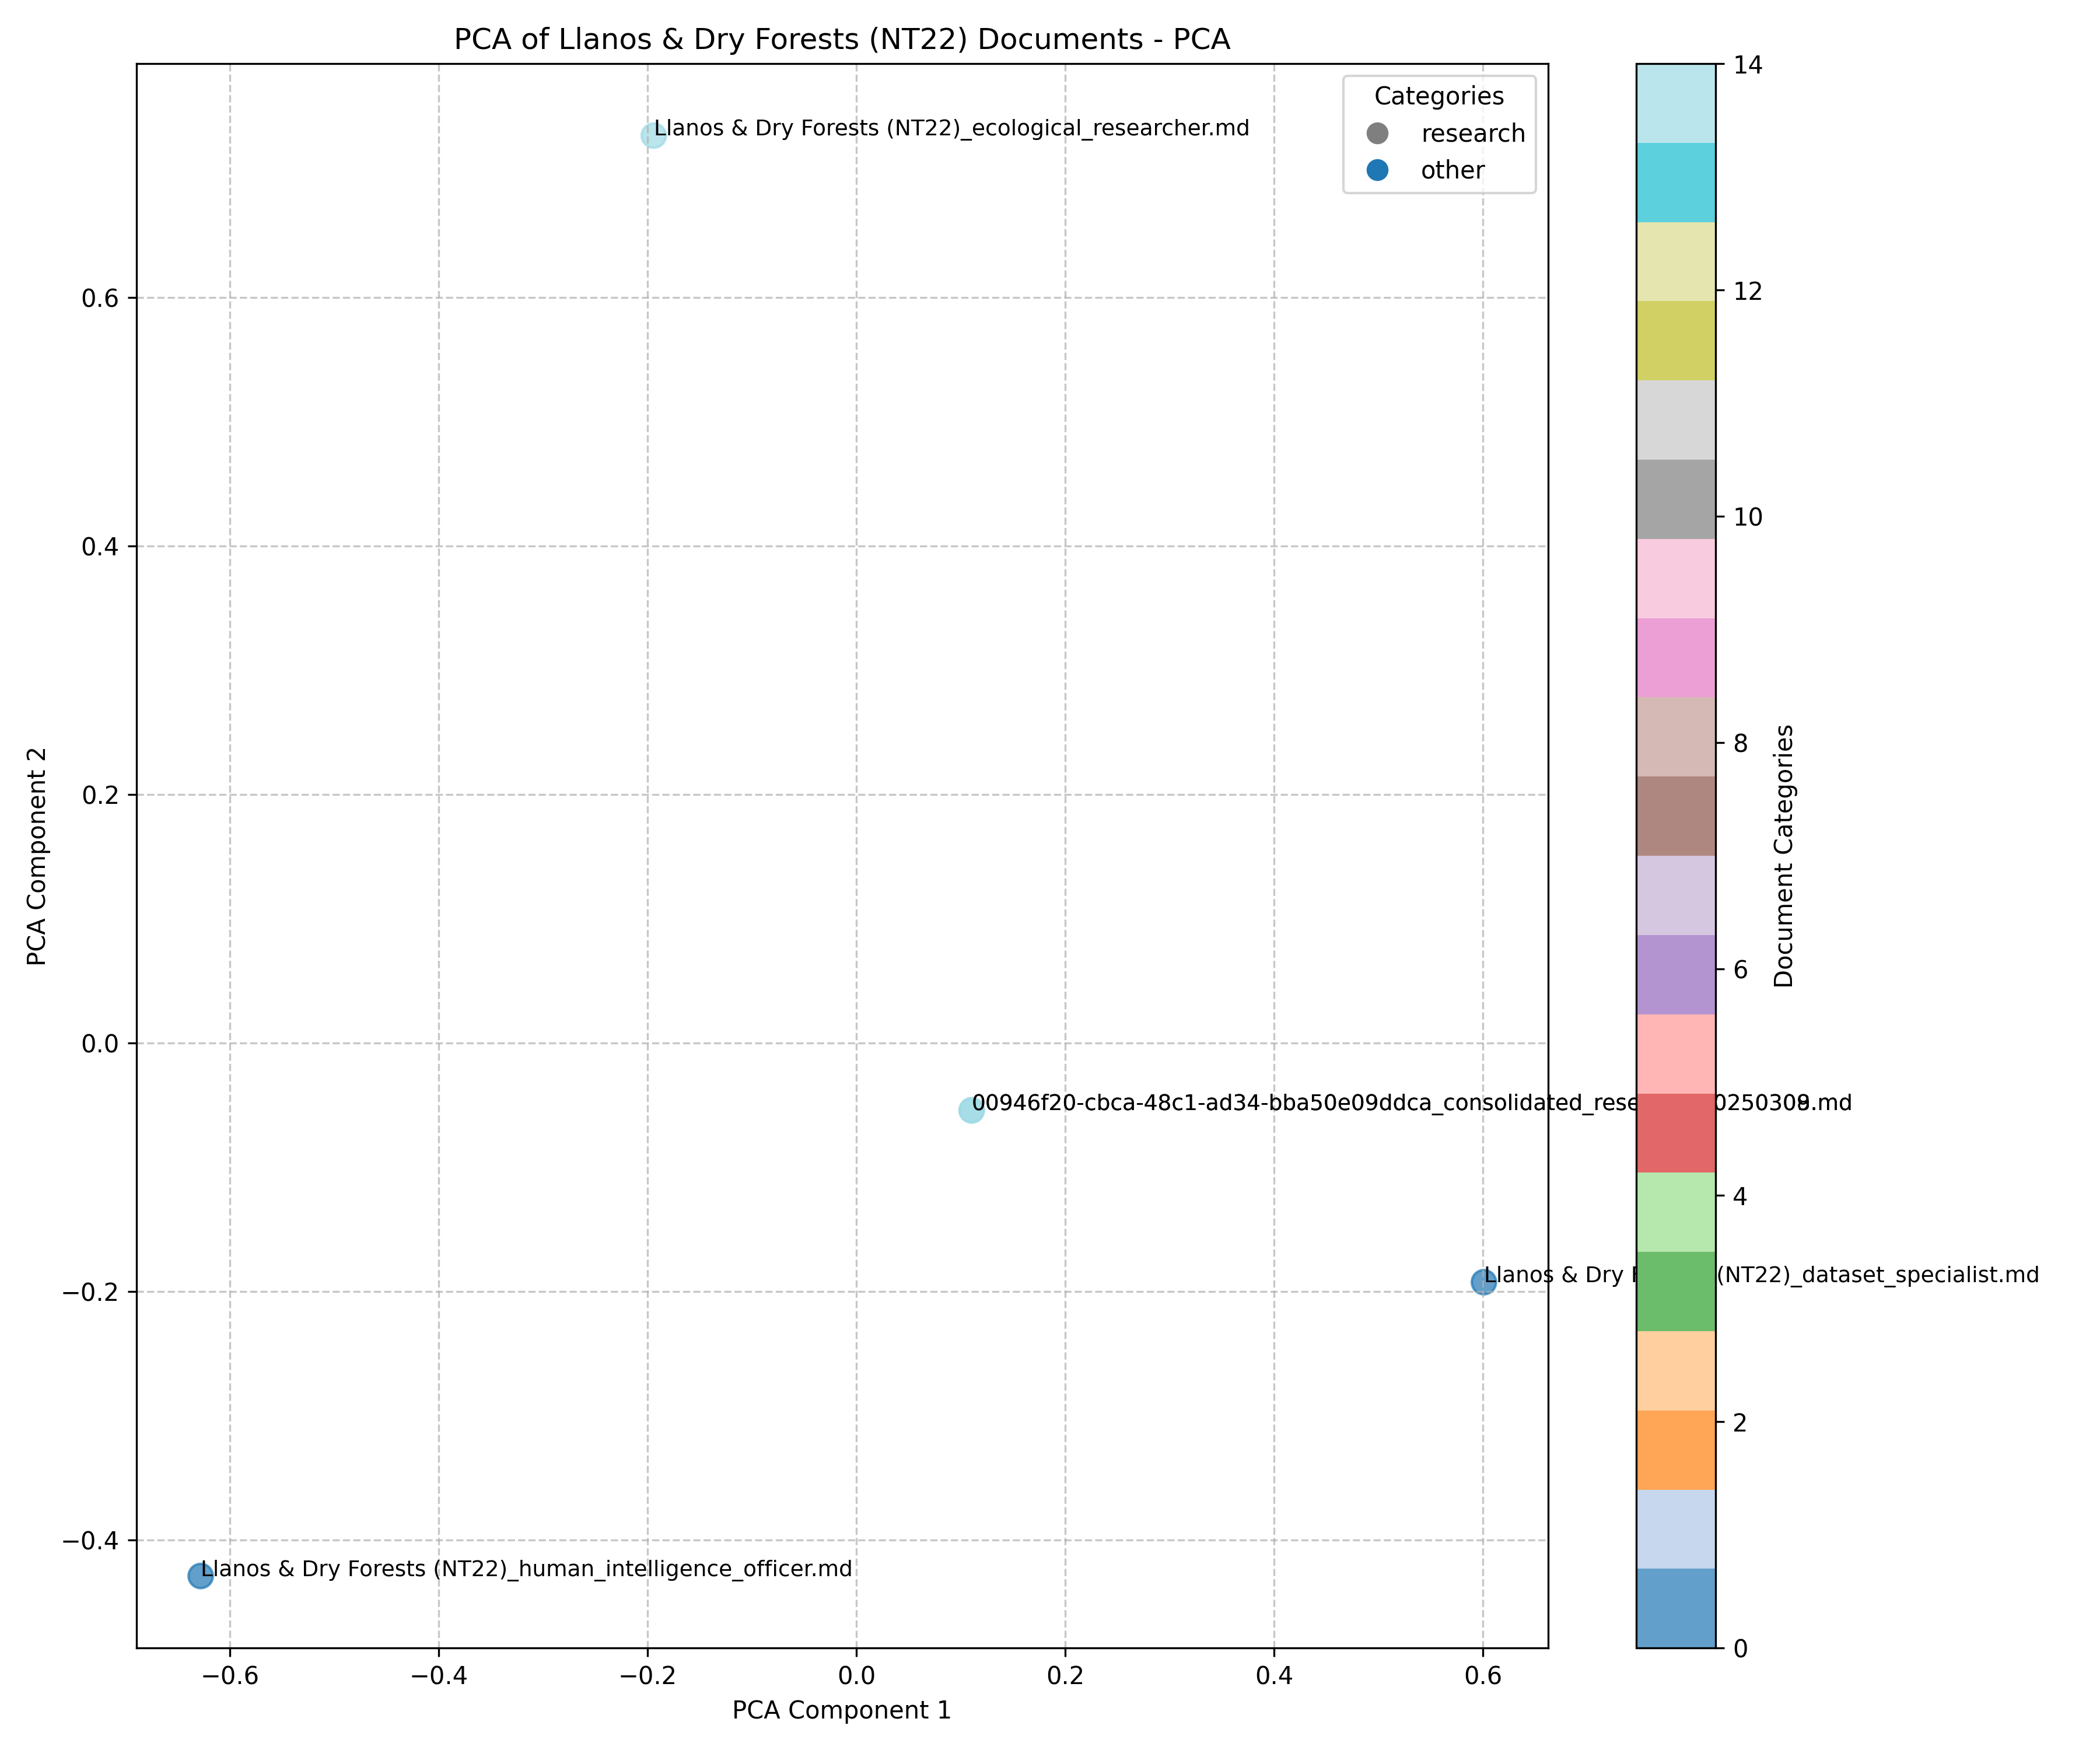 PCA of Llanos & Dry Forests (NT22) Documents - PCA
Categories
research
other
Llanos & Dry Forests (NT22)_ecological_researcher.md
00946f20-cbca-48c1-ad34-bba50e09ddca_consolidated_rese
.md
Llanos & Dry F (NT22)_dataset_specialist.md
Llanos & Dry Forests (NT22)_human_intelligence_officer.md
0.6
0.4
0.2
0.0
−0.2
−0.4
PCA Component 2
−0.6
−0.4
−0.2
0.0
0.2
0.4
0.6
PCA Component 1
14
12
10
8
6
4
2
0
Document Categories